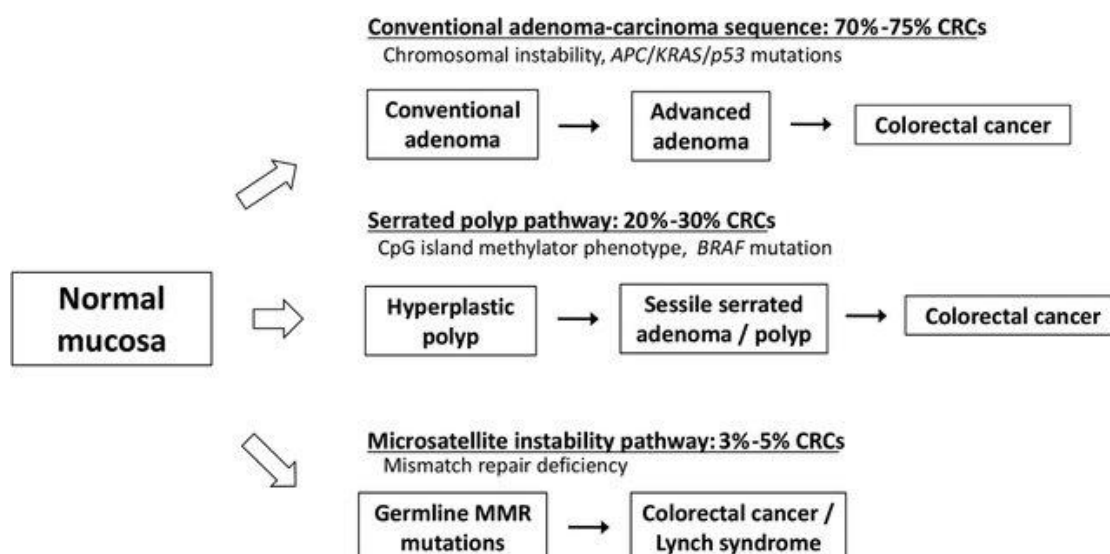 Conventional adenoma-carcinoma sequence: 70%-75% CRCs
Chromosomal instability, APC/KRAS/p53 mutations
Conventional
adenoma
Advanced
adenoma
Colorectal cancer
Serrated polyp pathway: 20%-30% CRCs
CpG island methylator phenotype, BRAF mutation
Normal
mucosa
Hyperplastic
polyp
Sessile serrated
adenoma / polyp
Colorectal cancer
Microsatellite instability pathway: 3%-5% CRCs
Mismatch repair deficiency
Germline MMR
mutations
Colorectal cancer /
Lynch syndrome